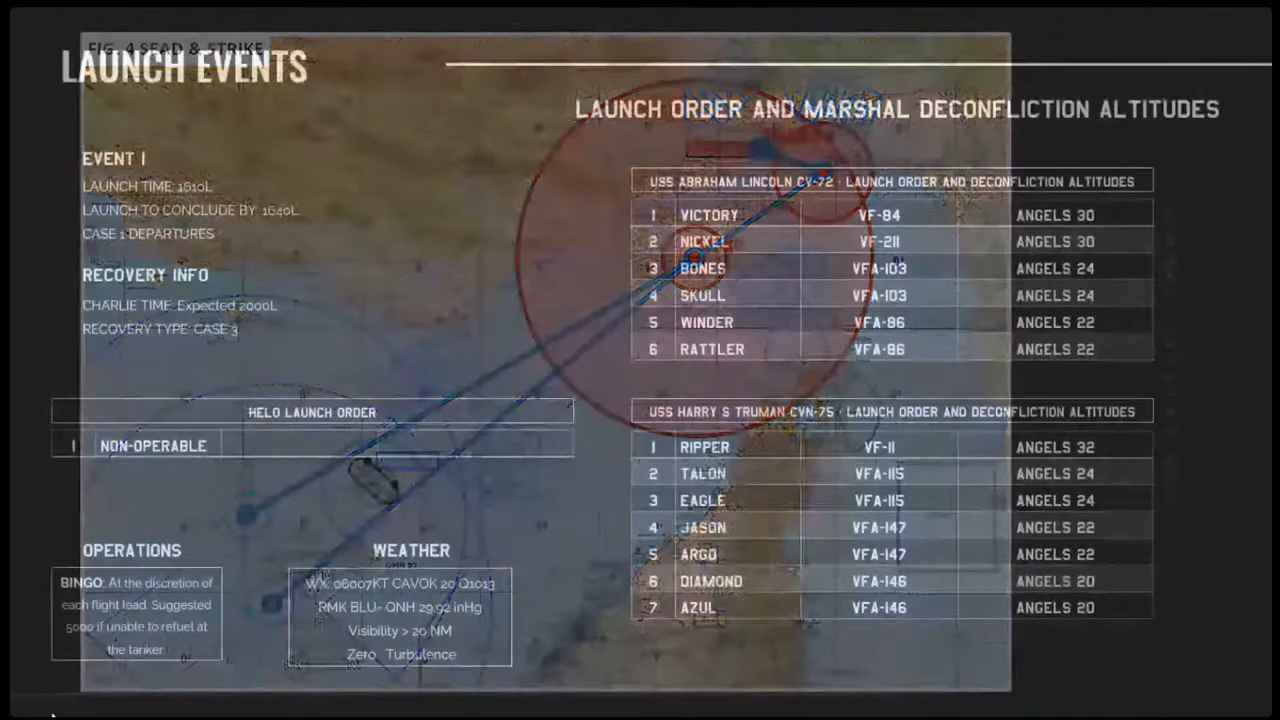 FIG. 4 SEAD & STRIKE
LAUNCH EVENTS
LAUNCH ORDER AND MARSHAL DECONFLICTION ALTITUDES
EVENT 1
LAUNCH TIME: 1610L
LAUNCH TO CONCLUDE BY: 1640L
CASE 1 DEPARTURES
RECOVERY INFO
CHARLIE TIME: Expected 2000L
RECOVERY TYPE: CASE 3
USS ABRAHAM LINCOLN CV-72 · LAUNCH ORDER AND DECONFLICTION ALTITUDES
1 VICTORY VF-84 ANGELS 30
2 NICKEL VF-211 ANGELS 30
3 BONES VFA-103 ANGELS 24
4 SKULL VFA-103 ANGELS 24
5 WINDER VFA-86 ANGELS 22
6 RATTLER VFA-86 ANGELS 22
HELO LAUNCH ORDER
1 NON-OPERABLE
USS HARRY S TRUMAN CVN-75 · LAUNCH ORDER AND DECONFLICTION ALTITUDES
1 RIPPER VF-11 ANGELS 32
2 TALON VFA-115 ANGELS 24
3 EAGLE VFA-115 ANGELS 24
4 JASON VFA-147 ANGELS 22
5 ARGO VFA-147 ANGELS 22
6 DIAMOND VFA-146 ANGELS 20
7 AZUL VFA-146 ANGELS 20
OPERATIONS
BINGO: At the discretion of
each flight lead. Suggested
5000 if unable to refuel at
the tanker
WEATHER
WX: 06007KT CAVOK 20 Q1013
RMK BLU+ QNH 29.92 inHg
Visibility > 20 NM
Zero Turbulence